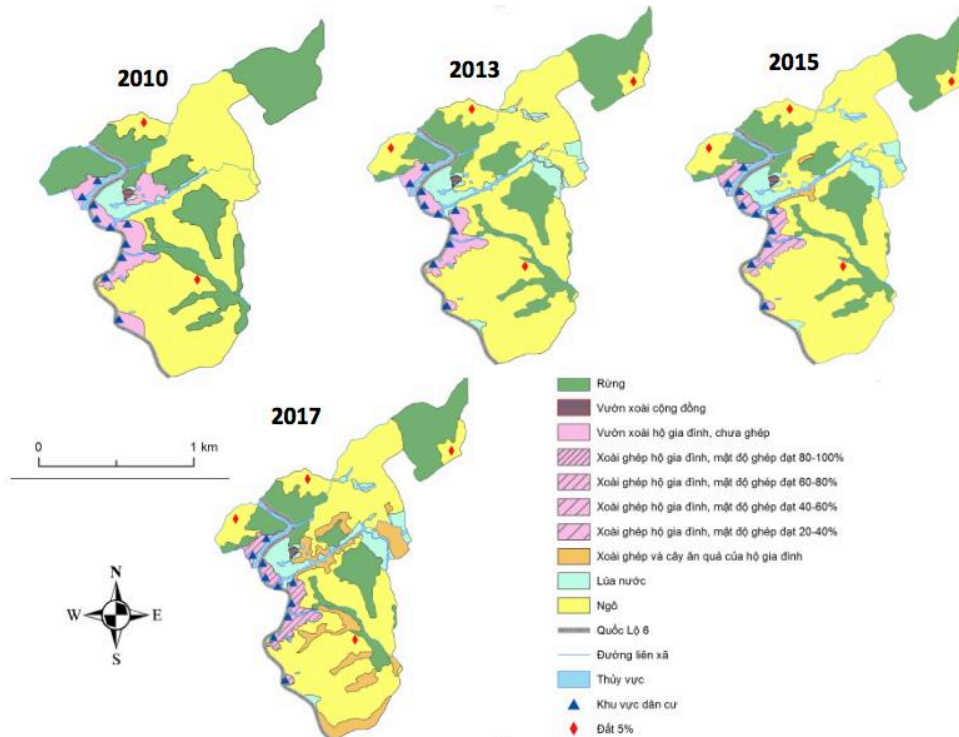 2010
2013
2015
2017
0 1 km
N
W E
S
Rừng
Vườn xoài cộng đồng
Vườn xoài hộ gia đình, chưa ghép
Xoài ghép hộ gia đình, mật độ ghép đạt 80-100%
Xoài ghép hộ gia đình, mật độ ghép đạt 60-80%
Xoài ghép hộ gia đình, mật độ ghép đạt 40-60%
Xoài ghép hộ gia đình, mật độ ghép đạt 20-40%
Xoài ghép và cây ăn quả của hộ gia đình
Lúa nước
Ngô
Quốc Lộ 6
Đường liên xã
Thủy vực
Khu vực dân cư
Đất 5%